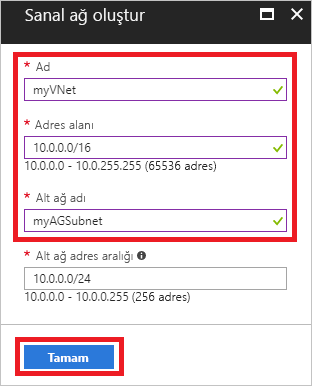 Sanal ağ oluştur
* Ad
myVNet
* Adres alanı
10.0.0.0/16
10.0.0.0 - 10.0.255.255 (65536 adres)
* Alt ağ adı
myAGSubnet
* Alt ağ adres aralığı
10.0.0.0/24
10.0.0.0 - 10.0.0.255 (256 adres)
Tamam